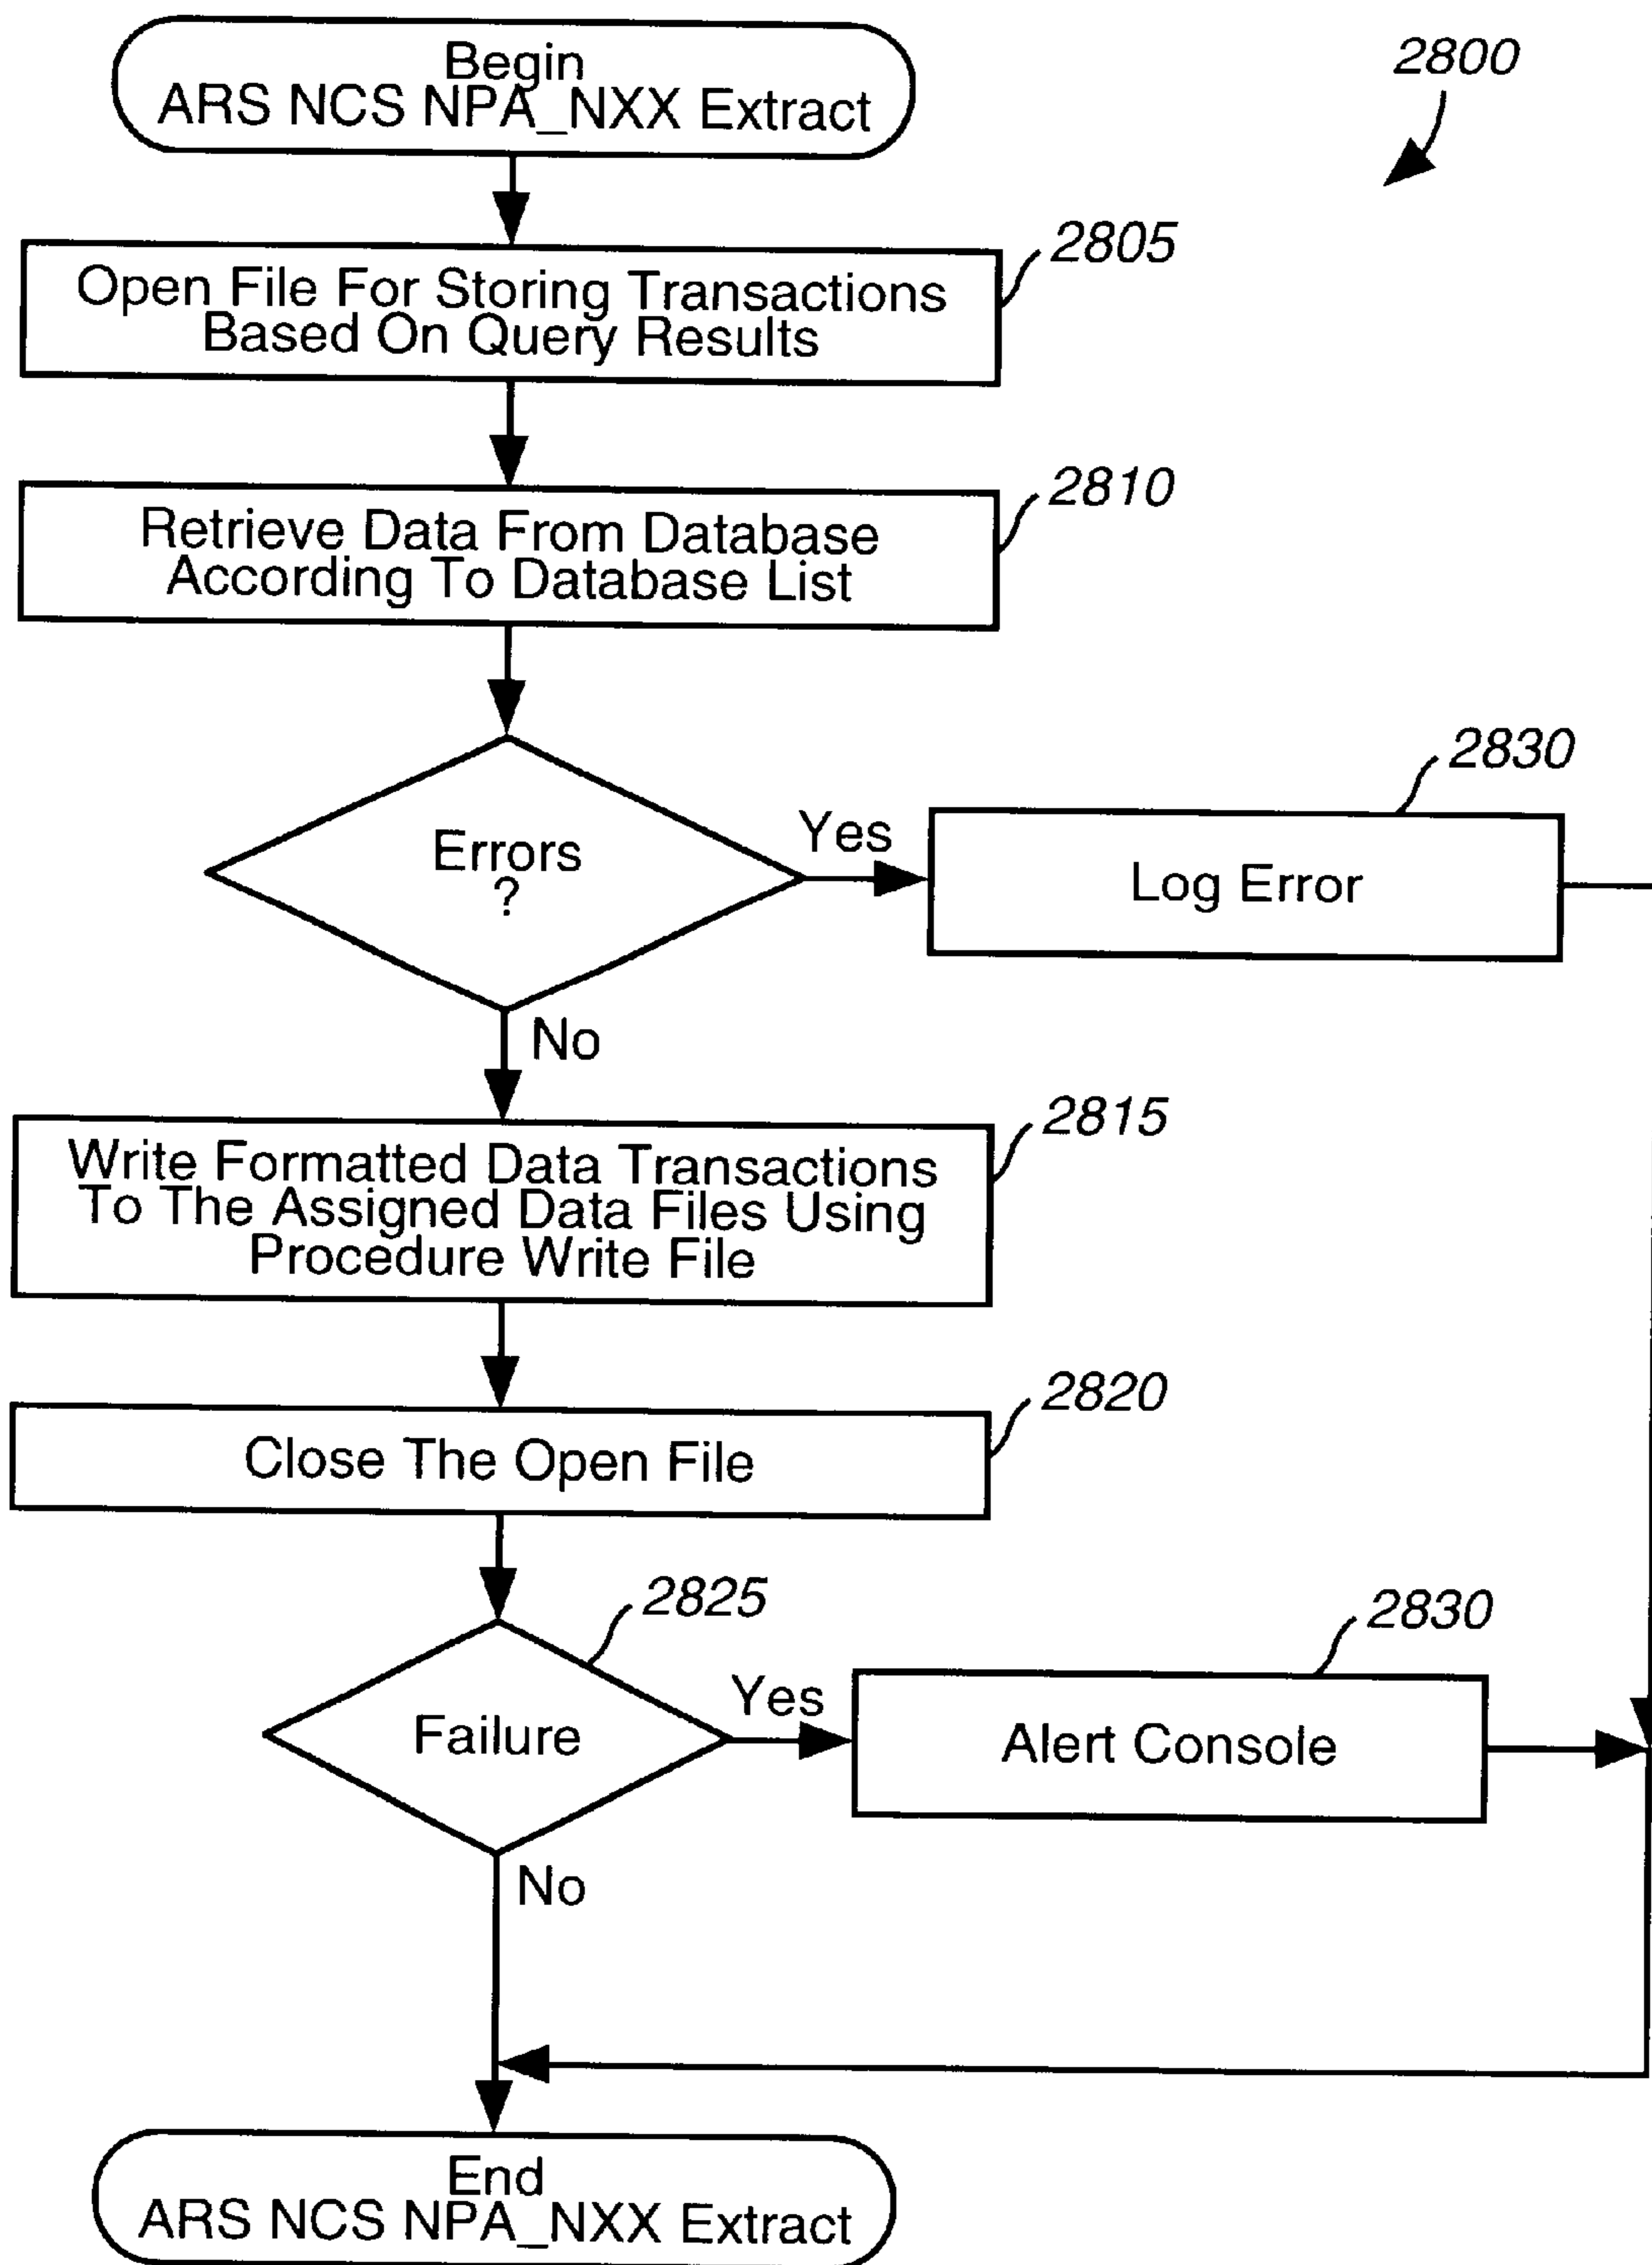 Begin
ARS NCS NPA_NXX Extract
2800
2805
Open File For Storing Transactions
Based On Query Results
2810
Retrieve Data From Database
According To Database List
2830
Errors
?
Yes
Log Error
No
2815
Write Formatted Data Transactions
To The Assigned Data Files Using
Procedure Write File
2820
Close The Open File
2825
2830
Failure
Yes
Alert Console
No
End
ARS NCS NPA_NXX Extract